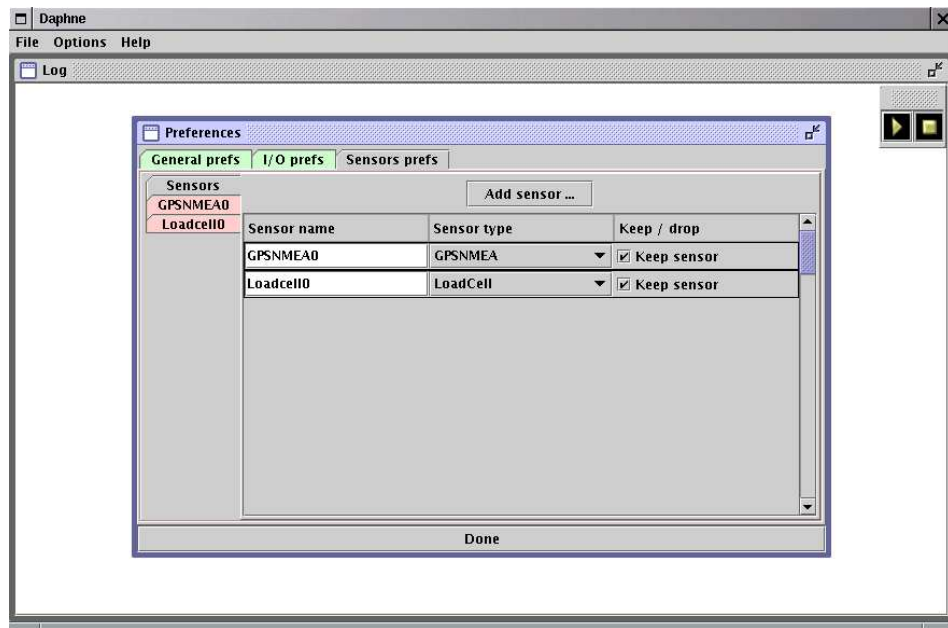 Daphne
File Options Help
Log
Preferences
General prefs I/O prefs Sensors prefs
Sensors
GPSNMEA0
Loadcell0
Add sensor ...
Sensor name Sensor type Keep / drop
GPSNMEA0 GPSNMEA Keep sensor
Loadcell0 LoadCell Keep sensor
Done